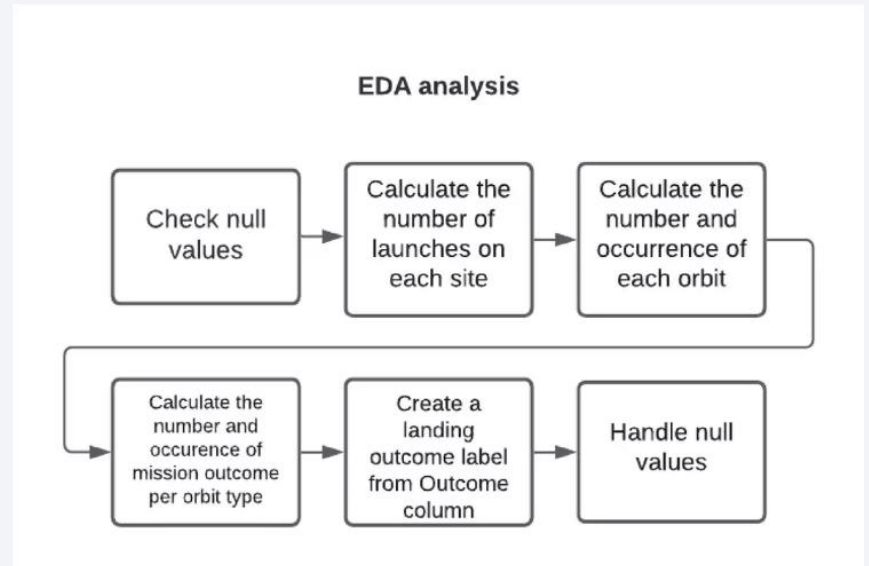 EDA analysis
Check null
values
Calculate the
number of
launches on
each site
Calculate the
number and
occurrence of
each orbit
Calculate the
number and
occurence of
mission outcome
per orbit type
Create a
landing
outcome label
from Outcome
column
Handle null
values